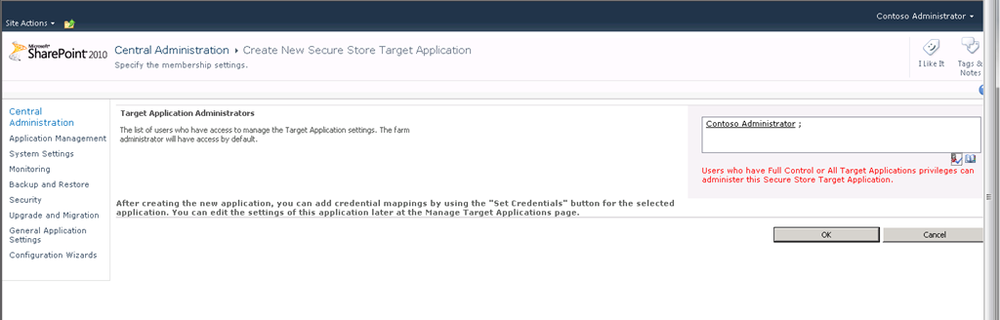 Site Actions
Contoso Administrator
Microsoft
SharePoint 2010
Central Administration ▸ Create New Secure Store Target Application
Specify the membership settings.
I Like It
Tags &
Notes
Central
Administration
Application Management
System Settings
Monitoring
Backup and Restore
Security
Upgrade and Migration
General Application
Settings
Configuration Wizards
Target Application Administrators
The list of users who have access to manage the Target Application settings. The farm
administrator will have access by default.
Contoso Administrator ;
Users who have Full Control or All Target Applications privileges can
administer this Secure Store Target Application.
After creating the new application, you can add credential mappings by using the "Set Credentials" button for the selected
application. You can edit the settings of this application later at the Manage Target Applications page.
OK
Cancel